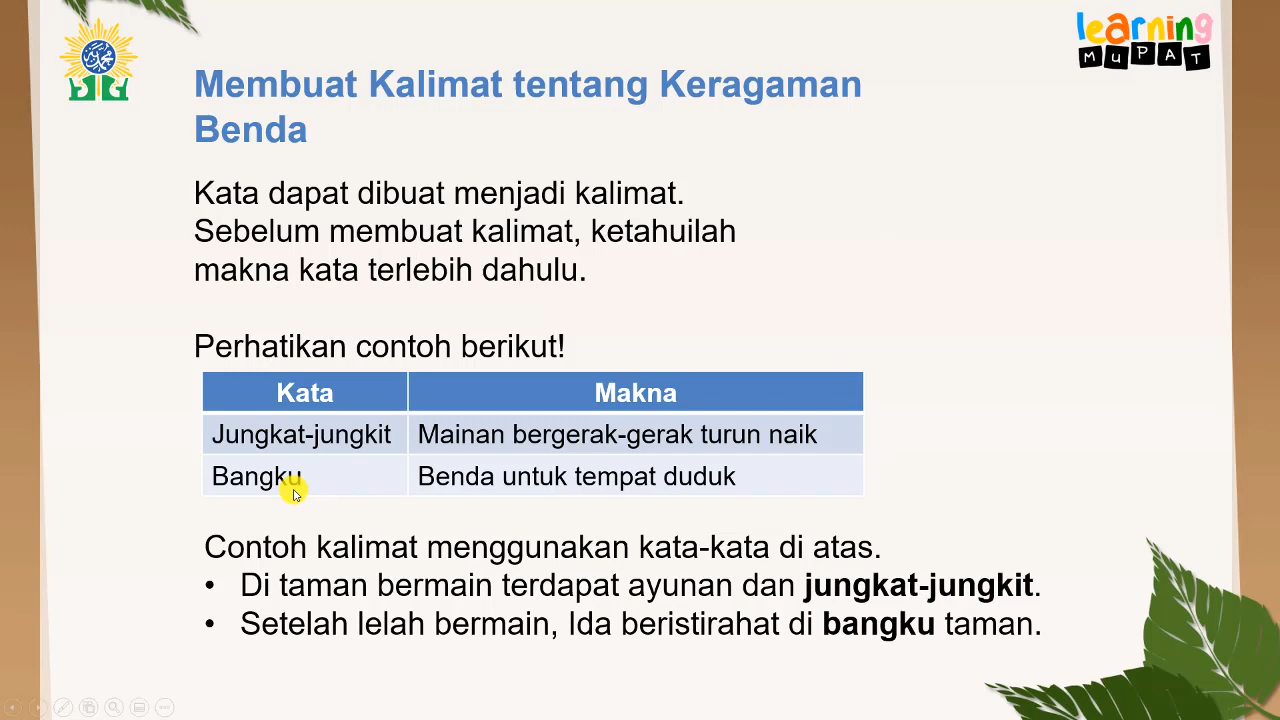 learning
MUPAT
Membuat Kalimat tentang Keragaman
Benda
Kata dapat dibuat menjadi kalimat.
Sebelum membuat kalimat, ketahuilah
makna kata terlebih dahulu.
Perhatikan contoh berikut!
Kata Makna
Jungkat-jungkit Mainan bergerak-gerak turun naik
Bangku Benda untuk tempat duduk
Contoh kalimat menggunakan kata-kata di atas.
• Di taman bermain terdapat ayunan dan jungkat-jungkit.
• Setelah lelah bermain, Ida beristirahat di bangku taman.